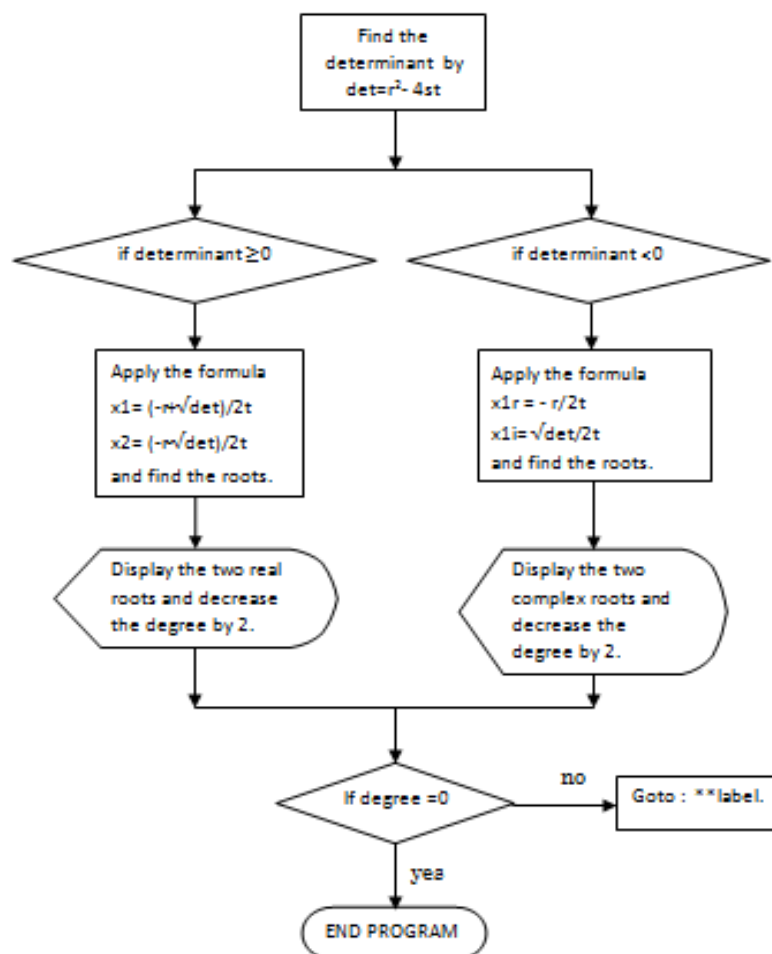 Find the
determinant by
det=r²- 4st
if determinant ≥0
if determinant <0
Apply the formula
x1= (-r+√det)/2t
x2= (-r-√det)/2t
and find the roots.
Apply the formula
x1r = - r/2t
x1i=√det/2t
and find the roots.
Display the two real
roots and decrease
the degree by 2.
Display the two
complex roots and
decrease the
degree by 2.
If degree =0
no
Goto : **label.
yes
END PROGRAM